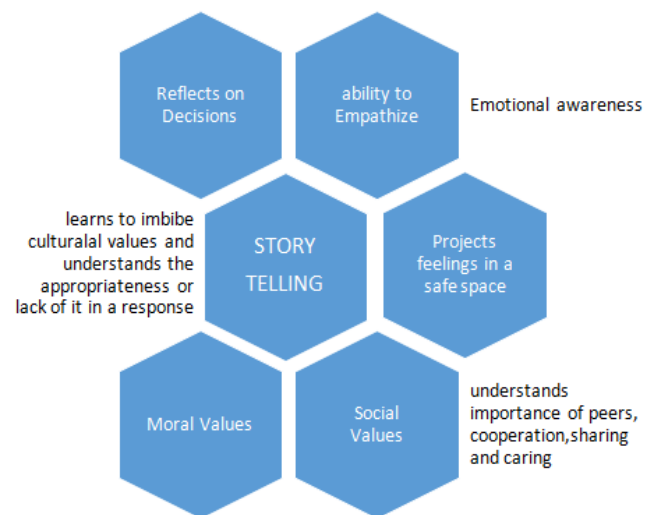 Reflects on
Decisions
ability to
Empathize
Emotional awareness
learns to imbibe
culturalal values and
understands the
appropriateness or
lack of it in a response
STORY
TELLING
Projects
feelings in a
safe space
Moral Values
Social
Values
understands
importance of peers,
cooperation,sharing
and caring